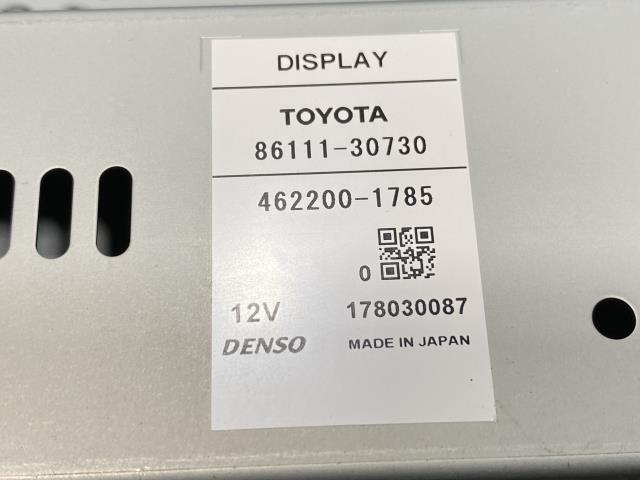 DISPLAY
TOYOTA
86111-30730
462200-1785
0
12V 178030087
DENSO MADE IN JAPAN